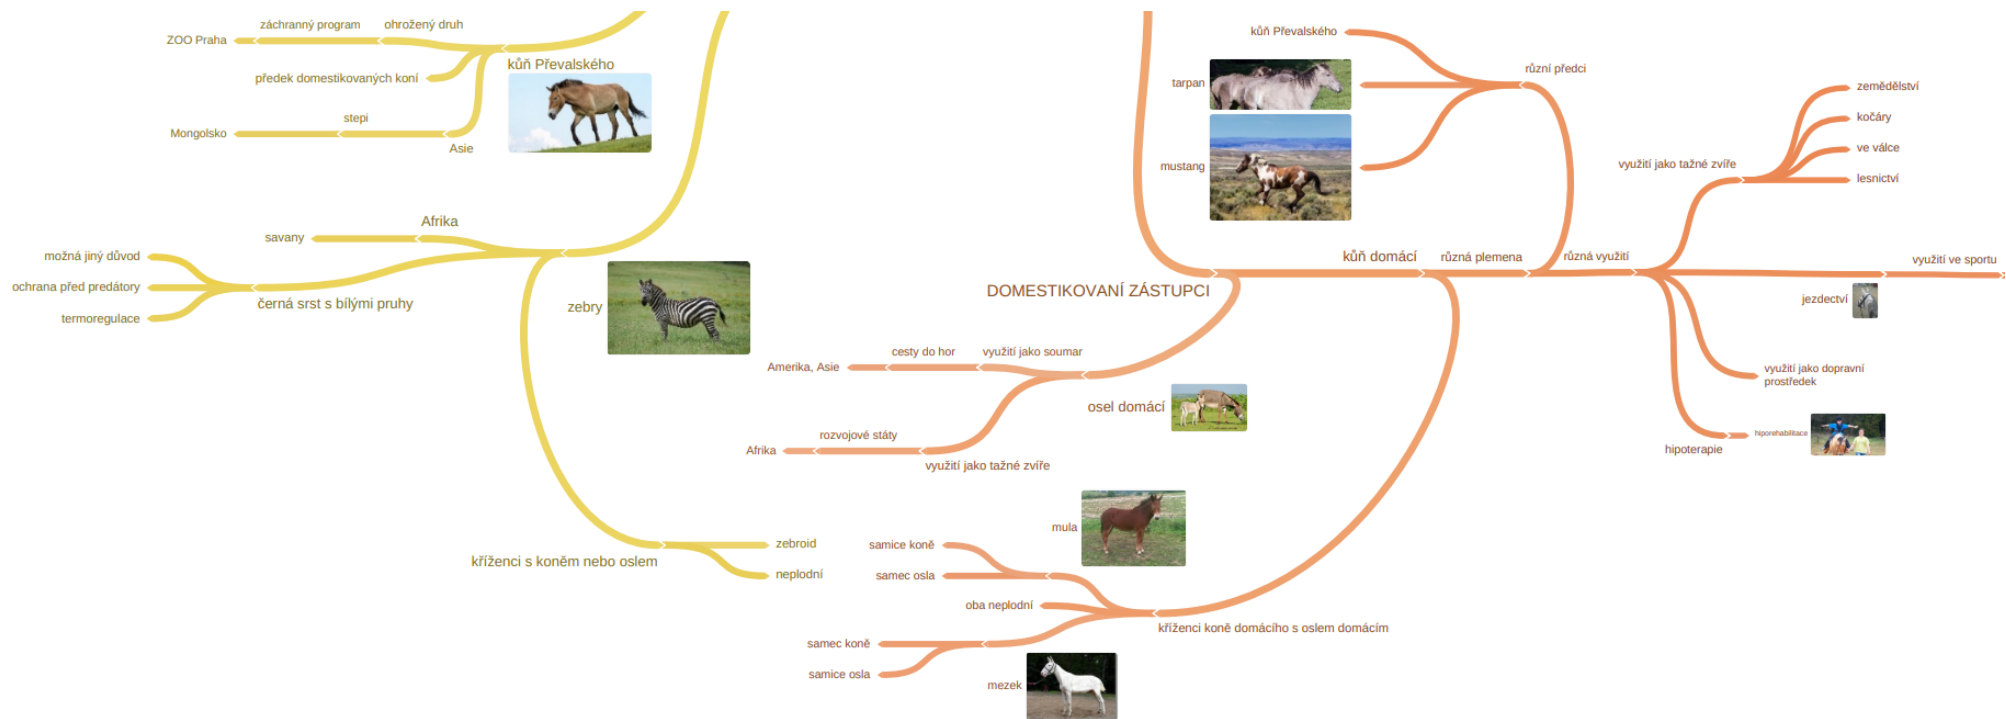 záchranný program
ohrožený druh
ZOO Praha
kůň Převalského
předek domestikovaných koní
stepi
Mongolsko
Asie
Afrika
savany
možná jiný důvod
ochrana před predátory
termoregulace
černá srst s bílými pruhy
zebry
kříženci s koněm nebo oslem
zebroid
neplodní
DOMESTIKOVANÍ ZÁSTUPCI
kůň domácí
různá plemena
různí předci
kůň Převalského
tarpan
mustang
různá využití
využití jako tažné zvíře
zemědělství
kočáry
ve válce
lesnictví
využití ve sportu
jezdectví
využití jako dopravní
prostředek
hipoterapie
hiporehabilitace
osel domácí
využití jako soumar
cesty do hor
Amerika, Asie
využití jako tažné zvíře
rozvojové státy
Afrika
kříženci koně domácího s oslem domácím
mula
samice koně
samec osla
oba neplodní
samec koně
samice osla
mezek